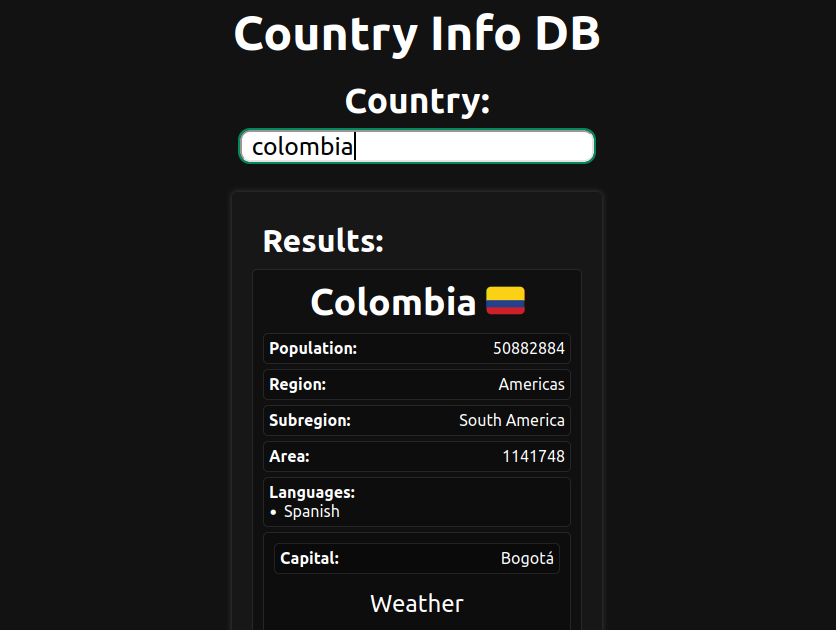 Country Info DB
Country:
colombia
Results:
Colombia
Population: 50882884
Region: Americas
Subregion: South America
Area: 1141748
Languages:
• Spanish
Capital: Bogotá
Weather